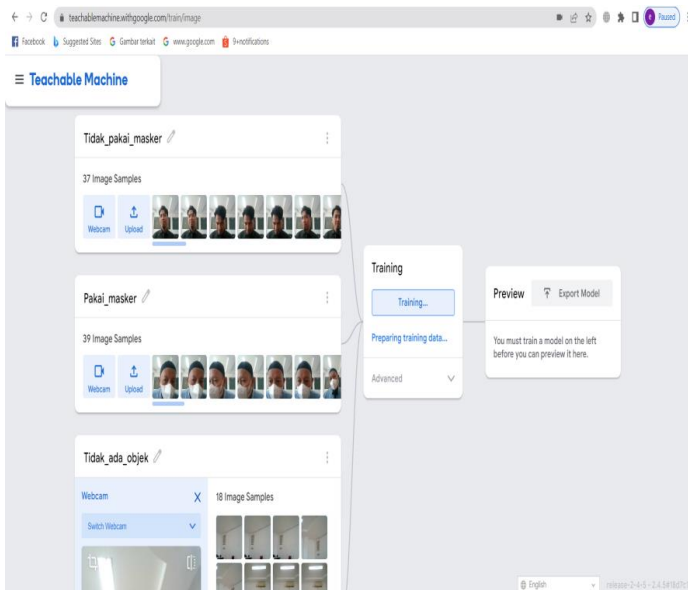 teachablemachine.withgoogle.com/train/image
Paused
Facebook
Suggested Sites
Gambar terkait
www.google.com
9+notifications
Teachable Machine
Tidak_pakai_masker
37 Image Samples
Webcam
Upload
Pakai_masker
39 Image Samples
Webcam
Upload
Tidak_ada_objek
Webcam
X
Switch Webcam
18 Image Samples
Training
Training...
Preparing training data...
Advanced
Preview
Export Model
You must train a model on the left
before you can preview it here.
English